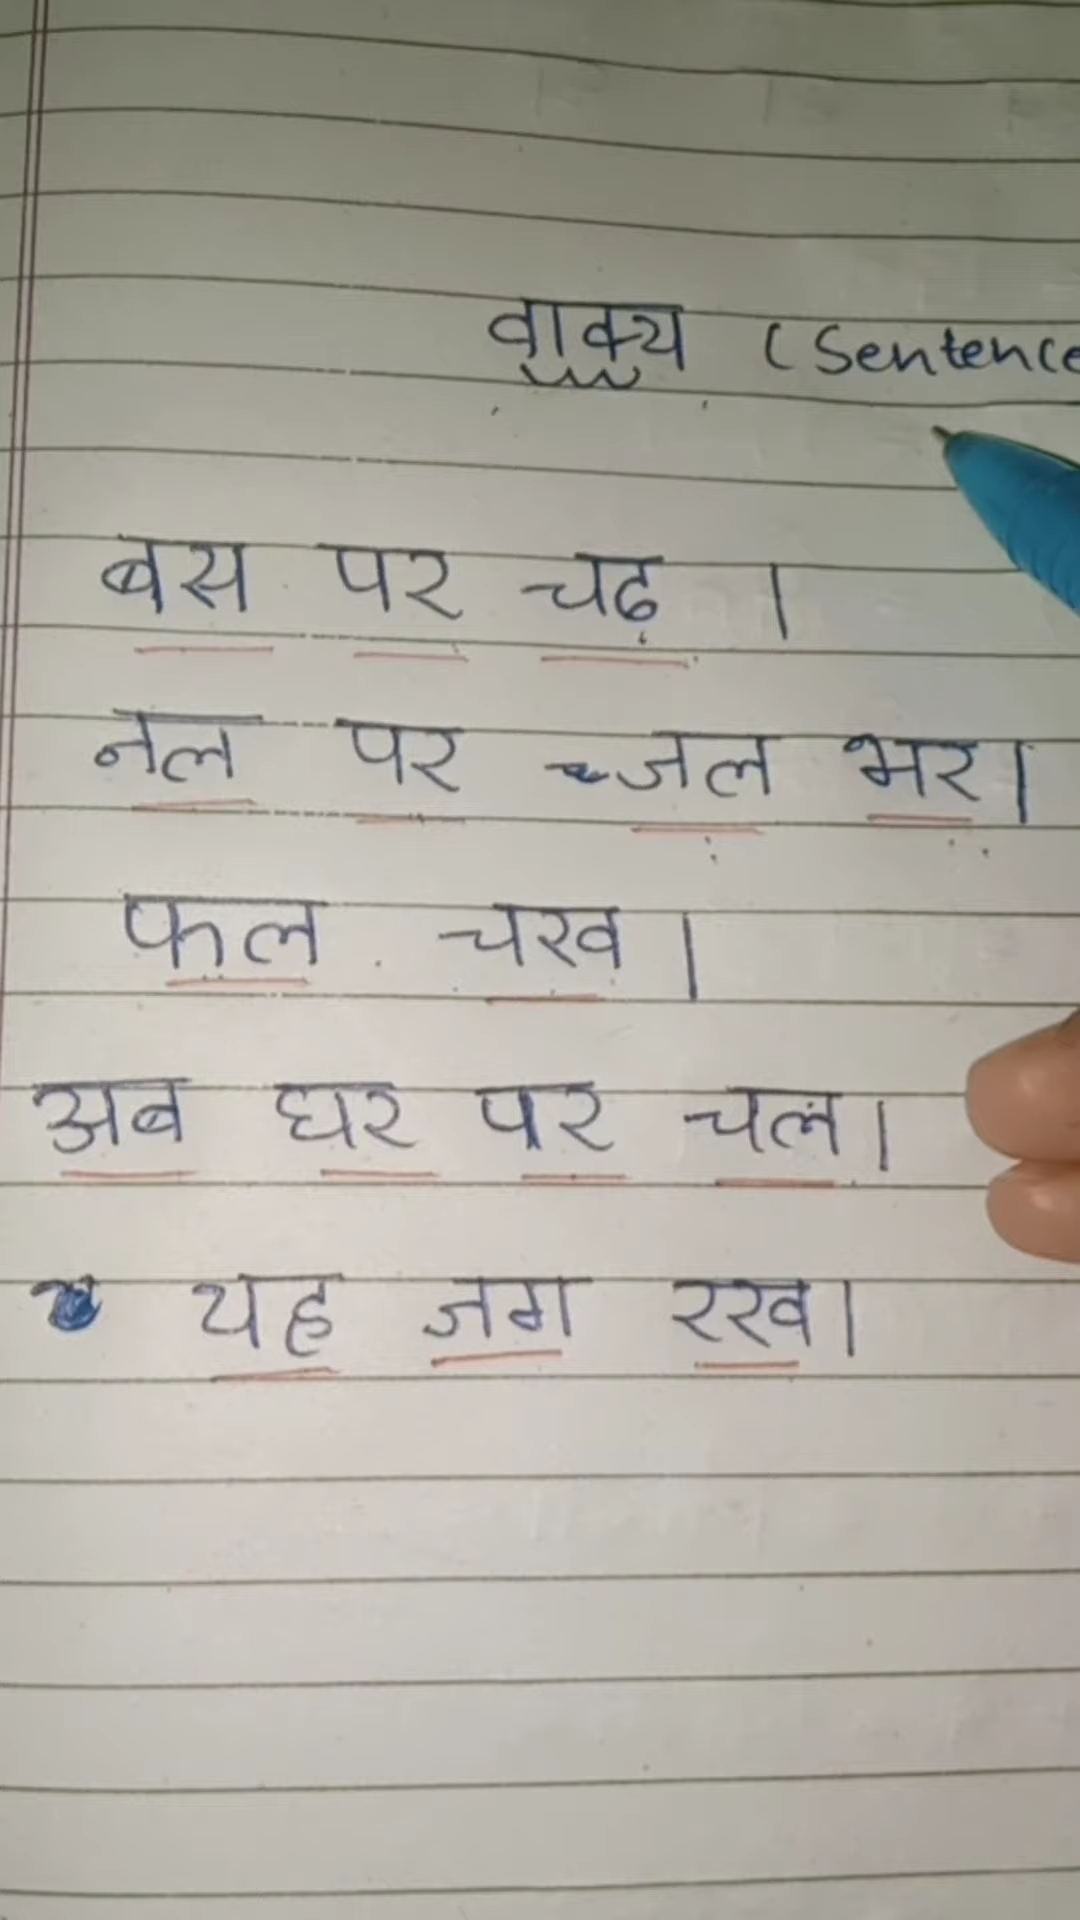 वाक्य (Sentence
बस पर चढ़ ।
नल पर जल भर।
फल चख ।
अब घर पर चल।
यह जग रख।